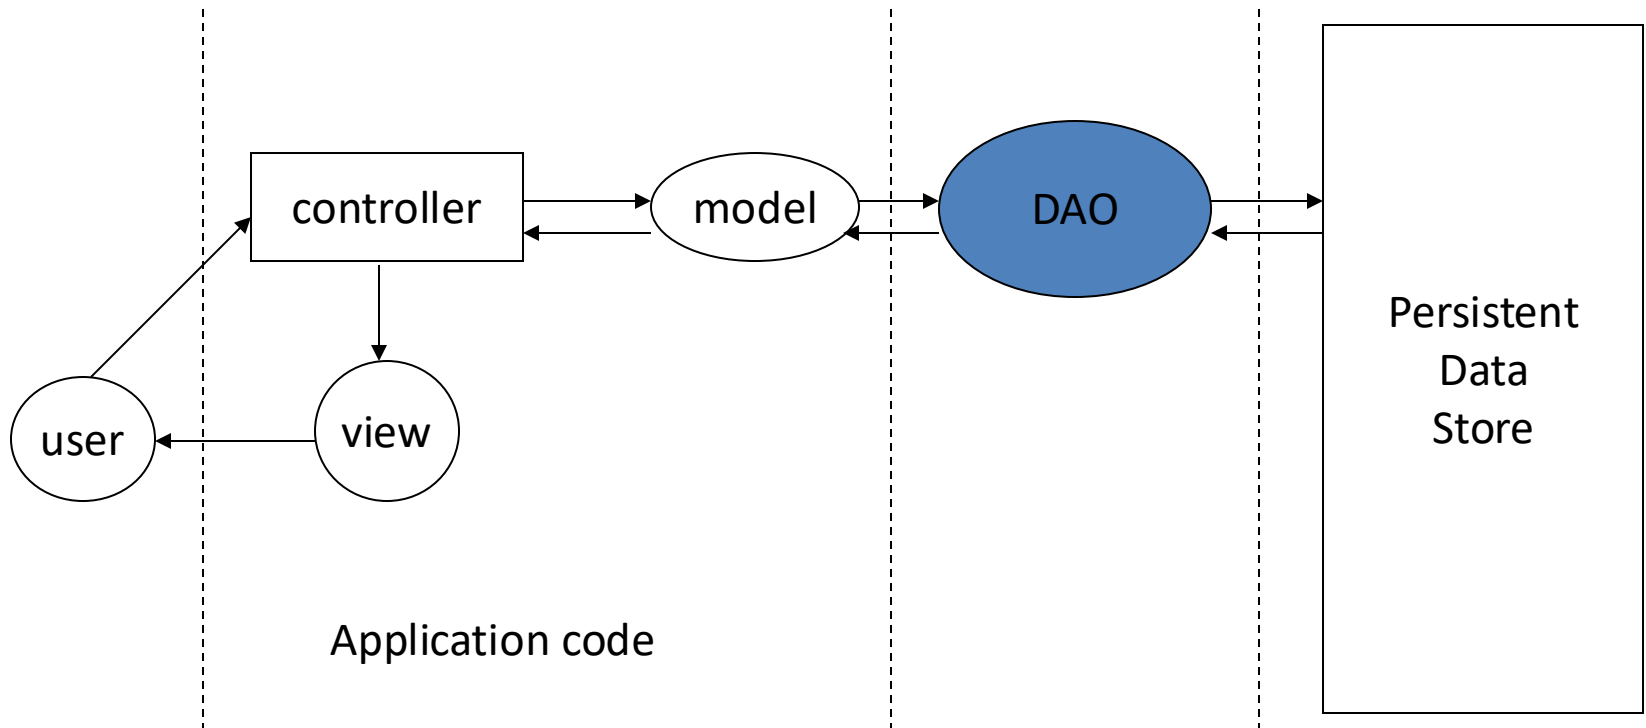 controller
model
DAO
Persistent
Data
Store
user
view
Application code